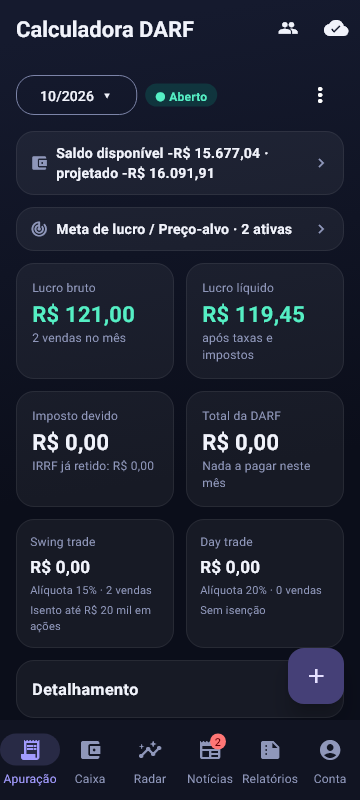 Calculadora DARF
10/2026
Aberto
Saldo disponível -R$ 15.677,04 •
projetado -R$ 16.091,91
Meta de lucro / Preço-alvo · 2 ativas
Lucro bruto
R$ 121,00
2 vendas no mês
Lucro líquido
R$ 119,45
após taxas e
impostos
Imposto devido
R$ 0,00
IRRF já retido: R$ 0,00
Total da DARF
R$ 0,00
Nada a pagar neste
mês
Swing trade
R$ 0,00
Alíquota 15% · 2 vendas
Isento até R$ 20 mil em
ações
Day trade
R$ 0,00
Alíquota 20% · 0 vendas
Sem isenção
Detalhamento
+
2
Apuração
Caixa
Radar
Notícias
Relatórios
Conta